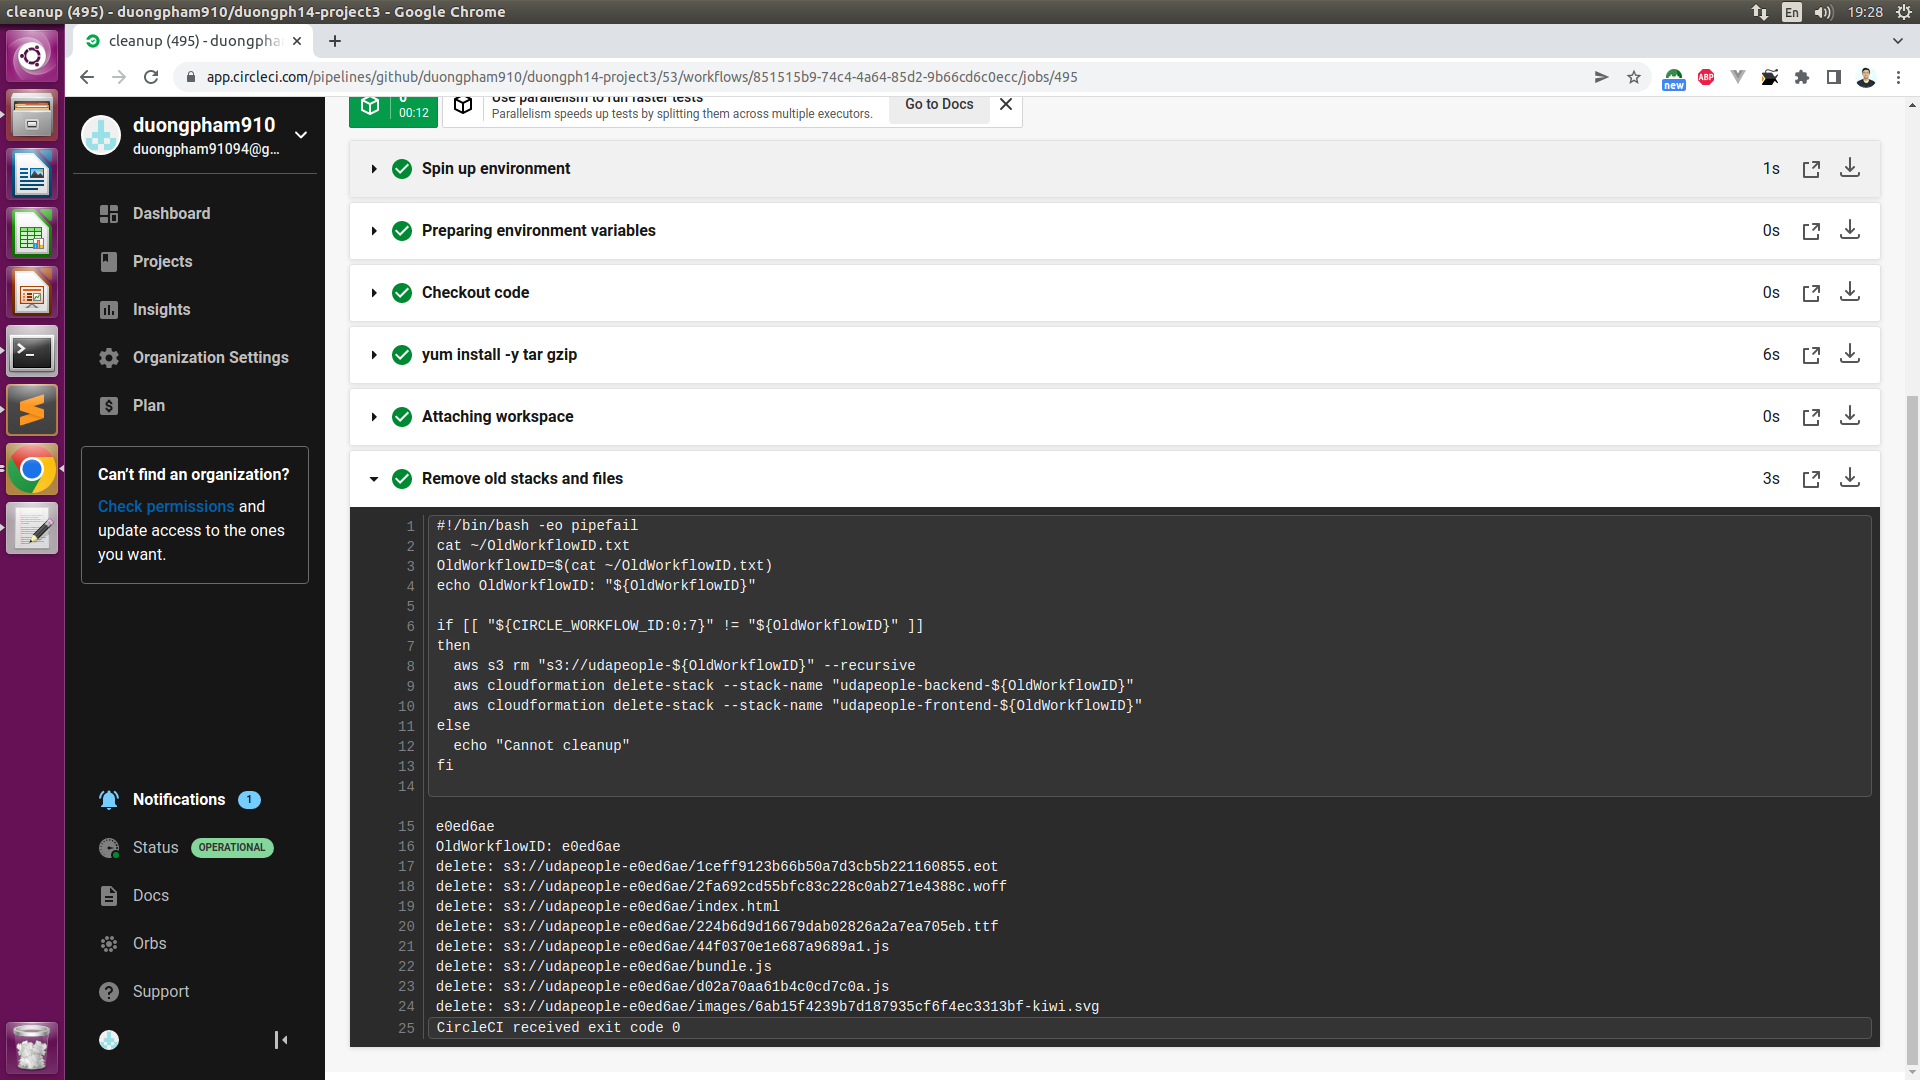 cleanup (495) - duongpham910/duongph14-project3 - Google Chrome
En 19:28
cleanup (495) - duongpha
app.circleci.com/pipelines/github/duongpham910/duongph14-project3/53/workflows/851515b9-74c4-4a64-85d2-9b66cd6c0ecc/jobs/495
new
ABP
duongpham910
duongpham91094@g...
Dashboard
Projects
Insights
Organization Settings
Plan
Can't find an organization?
Check permissions and
update access to the ones
you want.
Notifications 1
Status OPERATIONAL
Docs
Orbs
Support
00:12
Use parallelism to run faster tests
Parallelism speeds up tests by splitting them across multiple executors.
Go to Docs
Spin up environment 1s
Preparing environment variables 0s
Checkout code 0s
yum install -y tar gzip 6s
Attaching workspace 0s
Remove old stacks and files 3s
1 #!/bin/bash -eo pipefail
2 cat ~/OldWorkflowID.txt
3 OldWorkflowID=$(cat ~/OldWorkflowID.txt)
4 echo OldWorkflowID: "${OldWorkflowID}"
5
6 if [[ "${CIRCLE_WORKFLOW_ID:0:7}" != "${OldWorkflowID}" ]]
7 then
8   aws s3 rm "s3://udapeople-${OldWorkflowID}" --recursive
9   aws cloudformation delete-stack --stack-name "udapeople-backend-${OldWorkflowID}"
10   aws cloudformation delete-stack --stack-name "udapeople-frontend-${OldWorkflowID}"
11 else
12   echo "Cannot cleanup"
13 fi
14
15 e0ed6ae
16 OldWorkflowID: e0ed6ae
17 delete: s3://udapeople-e0ed6ae/1ceff9123b66b50a7d3cb5b221160855.eot
18 delete: s3://udapeople-e0ed6ae/2fa692cd55bfc83c228c0ab271e4388c.woff
19 delete: s3://udapeople-e0ed6ae/index.html
20 delete: s3://udapeople-e0ed6ae/224b6d9d16679dab02826a2a7ea705eb.ttf
21 delete: s3://udapeople-e0ed6ae/44f0370e1e687a9689a1.js
22 delete: s3://udapeople-e0ed6ae/bundle.js
23 delete: s3://udapeople-e0ed6ae/d02a70aa61b4c0cd7c0a.js
24 delete: s3://udapeople-e0ed6ae/images/6ab15f4239b7d187935cf6f4ec3313bf-kiwi.svg
25 CircleCI received exit code 0